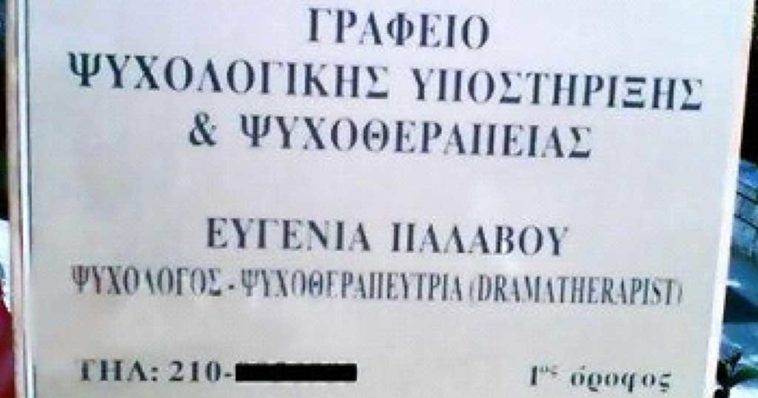 ΓΡΑΦΕΙΟ
ΨΥΧΟΛΟΓΙΚΗΣ ΥΠΟΣΤΗΡΙΞΗΣ
& ΨΥΧΟΘΕΡΑΠΕΙΑΣ
ΕΥΓΕΝΙΑ ΠΑΛΑΒΟΥ
ΨΥΧΟΛΟΓΟΣ - ΨΥΧΟΘΕΡΑΠΕΥΤΡΙΑ (DRAMATHERAPIST)
ΤΗΛ: 210-
1ος όροφος